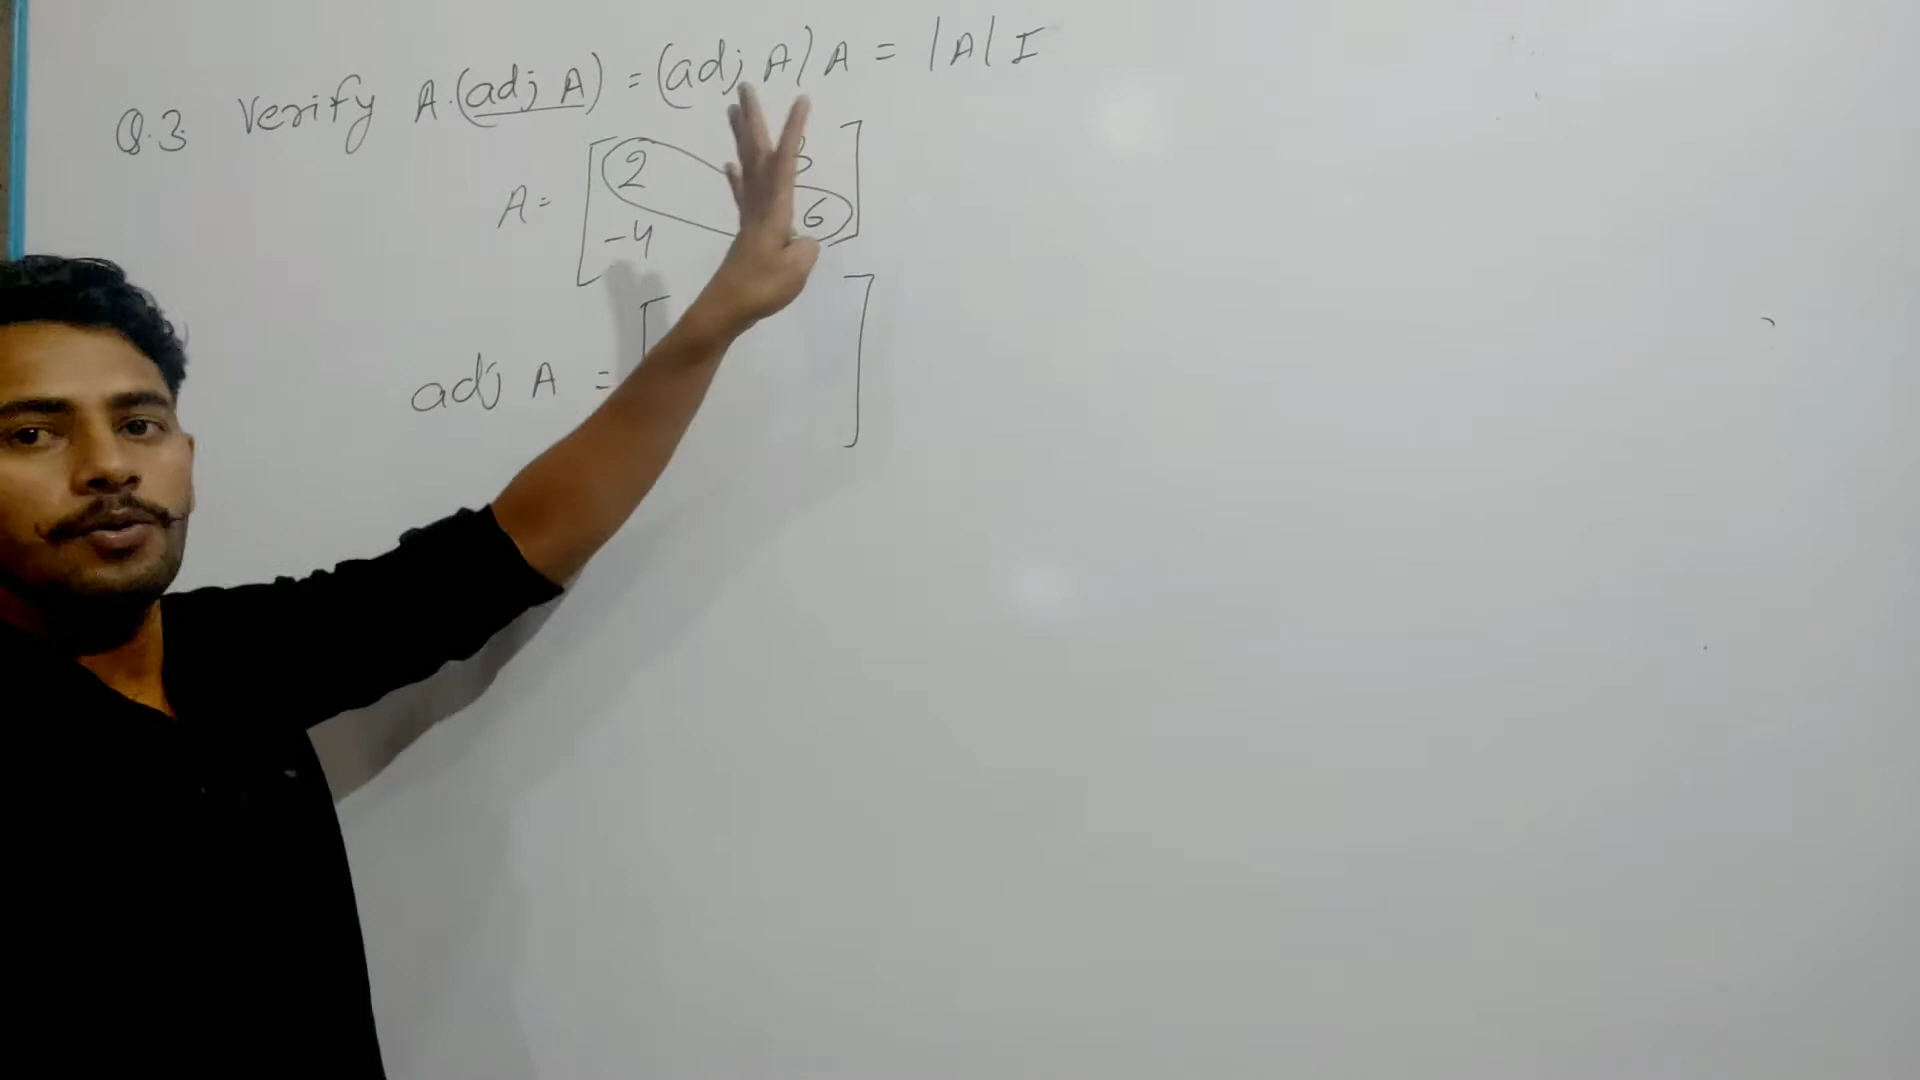 Q.3 Verify A.(adj A) = (adj A) A = |A| I
A = [2 3
-4 6]
adj A = [ ]